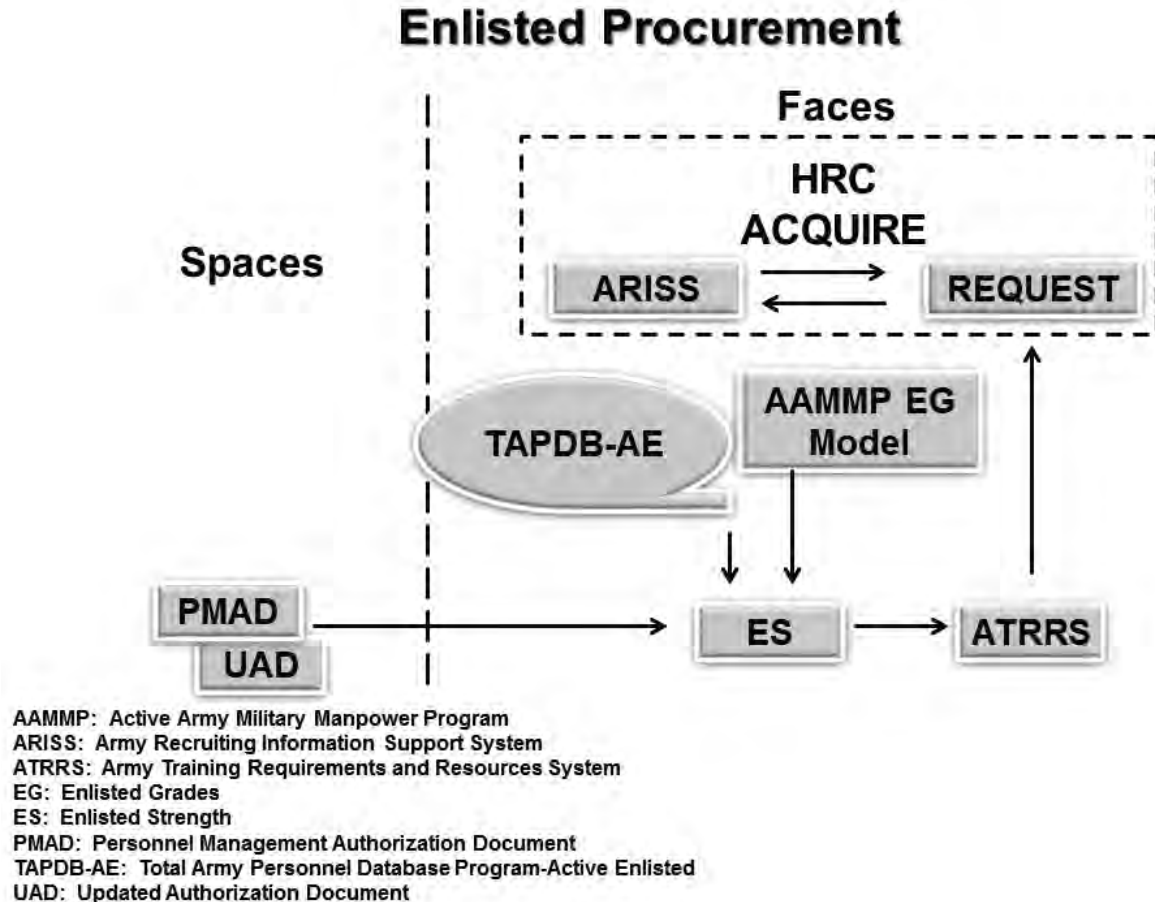 Enlisted Procurement
Faces
HRC
ACQUIRE
Spaces
ARISS
REQUEST
TAPDB-AE
AAMMP EG
Model
PMAD
UAD
ES
ATRRS
AAMMP: Active Army Military Manpower Program
ARISS: Army Recruiting Information Support System
ATRRS: Army Training Requirements and Resources System
EG: Enlisted Grades
ES: Enlisted Strength
PMAD: Personnel Management Authorization Document
TAPDB-AE: Total Army Personnel Database Program-Active Enlisted
UAD: Updated Authorization Document